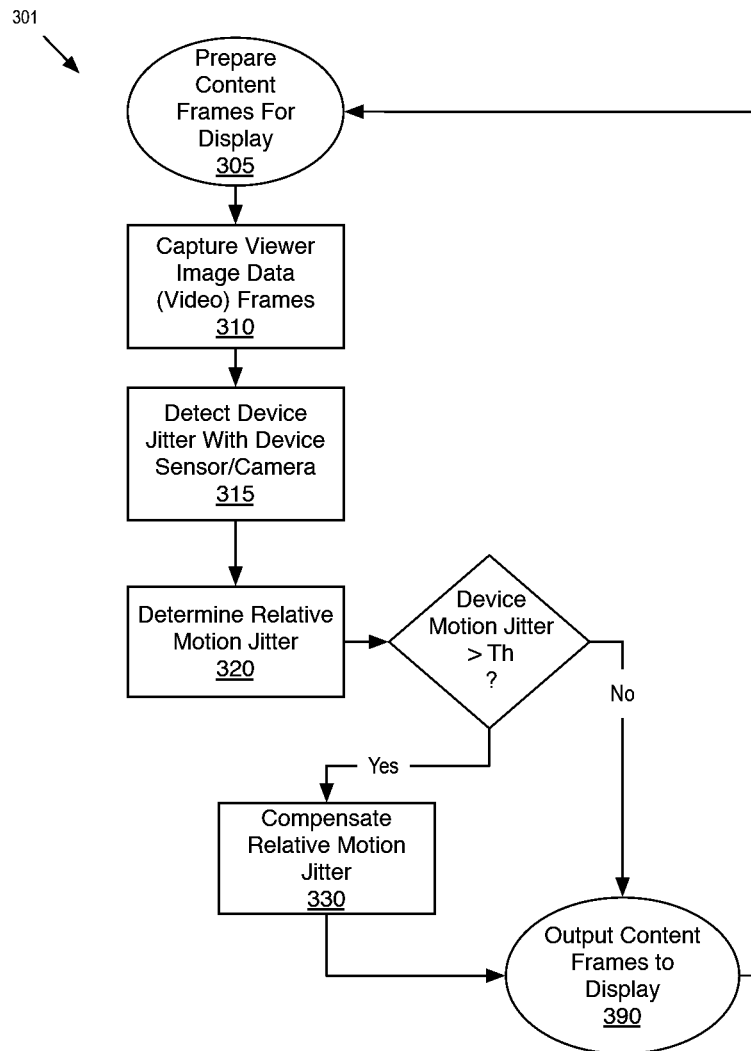 301
Prepare
Content
Frames For
Display
305
Capture Viewer
Image Data
(Video) Frames
310
Detect Device
Jitter With Device
Sensor/Camera
315
Determine Relative
Motion Jitter
320
Device
Motion Jitter
> Th
?
No
Yes
Compensate
Relative Motion
Jitter
330
Output Content
Frames to
Display
390